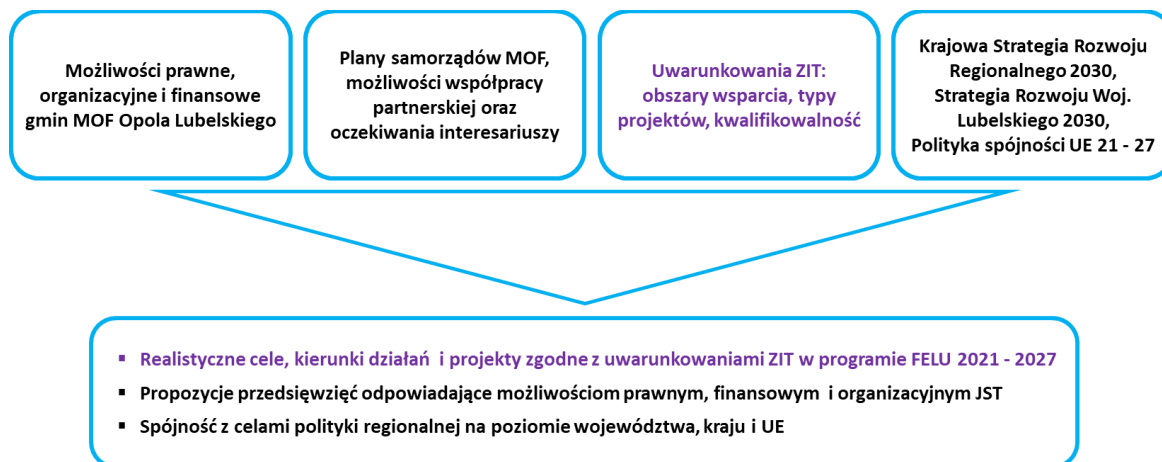 Możliwości prawne,
organizacyjne i finansowe
gmin MOF Opola Lubelskiego
Plany samorządów MOF,
możliwości współpracy
partnerskiej oraz
oczekiwania interesariuszy
Uwarunkowania ZIT:
obszary wsparcia, typy
projektów, kwalifikowalność
Krajowa Strategia Rozwoju
Regionalnego 2030,
Strategia Rozwoju Woj.
Lubelskiego 2030,
Polityka spójności UE 21 - 27
▪ Realistyczne cele, kierunki działań i projekty zgodne z uwarunkowaniami ZIT w programie FELU 2021 - 2027
▪ Propozycje przedsięwzięć odpowiadające możliwościom prawnym, finansowym i organizacyjnym JST
▪ Spójność z celami polityki regionalnej na poziomie województwa, kraju i UE